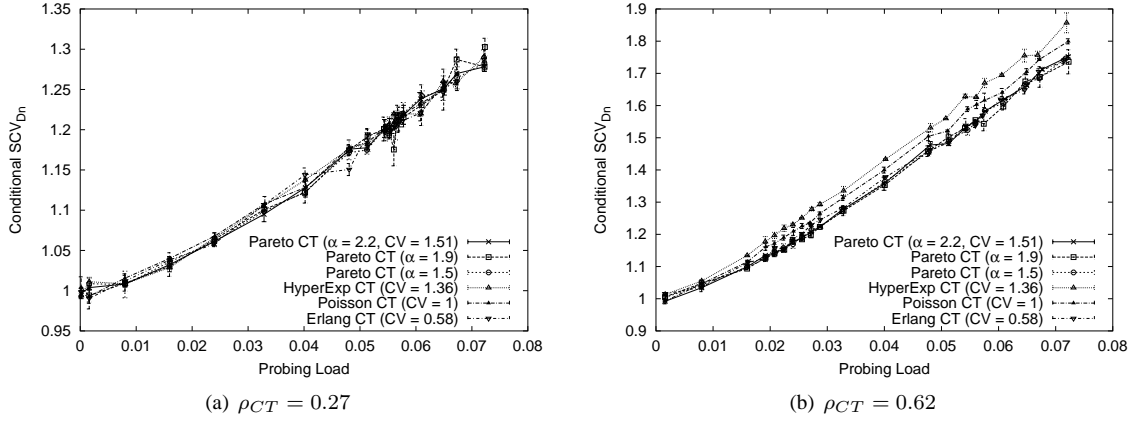 1.4
1.35
1.3
1.25
1.2
1.15
1.1
1.05
1
0.95
Conditional SCV_Dn
Pareto CT (α = 2.2, CV = 1.51)
Pareto CT (α = 1.9)
Pareto CT (α = 1.5)
HyperExp CT (CV = 1.36)
Poisson CT (CV = 1)
Erlang CT (CV = 0.58)
0 0.01 0.02 0.03 0.04 0.05 0.06 0.07 0.08
Probing Load
(a) ρ_CT = 0.27
1.9
1.8
1.7
1.6
1.5
1.4
1.3
1.2
1.1
1
0.9
Conditional SCV_Dn
Pareto CT (α = 2.2, CV = 1.51)
Pareto CT (α = 1.9)
Pareto CT (α = 1.5)
HyperExp CT (CV = 1.36)
Poisson CT (CV = 1)
Erlang CT (CV = 0.58)
0 0.01 0.02 0.03 0.04 0.05 0.06 0.07 0.08
Probing Load
(b) ρ_CT = 0.62